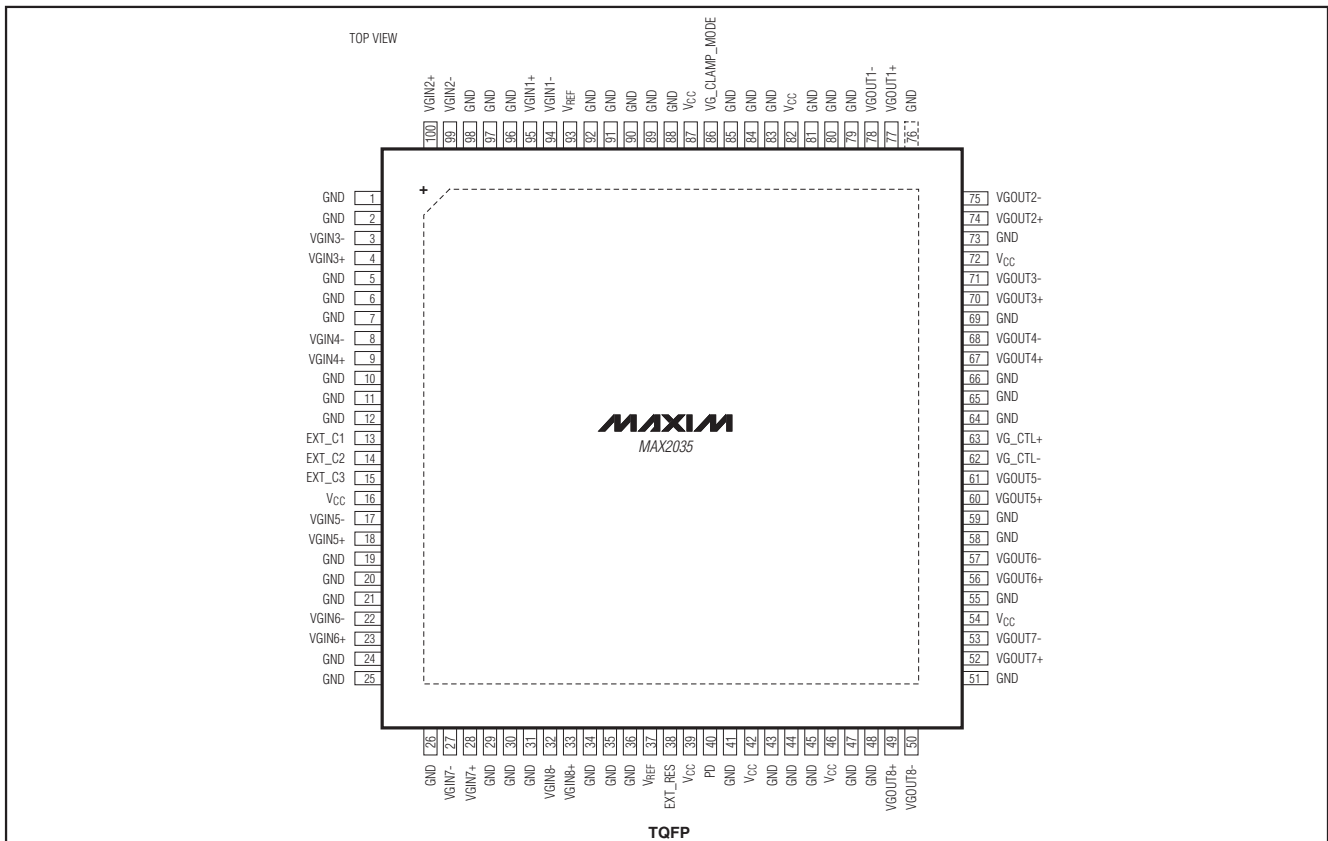 TOP VIEW
VGIN2+
VGIN2-
GND
GND
GND
VGIN1+
VGIN1-
VREF
GND
GND
GND
GND
GND
VCC
VG_CLAMP_MODE
GND
GND
GND
VCC
GND
GND
GND
VGOUT1-
VGOUT1+
GND
100
99
98
97
96
95
94
93
92
91
90
89
88
87
86
85
84
83
82
81
80
79
78
77
76
+
GND 1
GND 2
VGIN3- 3
VGIN3+ 4
GND 5
GND 6
GND 7
VGIN4- 8
VGIN4+ 9
GND 10
GND 11
GND 12
EXT_C1 13
EXT_C2 14
EXT_C3 15
VCC 16
VGIN5- 17
VGIN5+ 18
GND 19
GND 20
GND 21
VGIN6- 22
VGIN6+ 23
GND 24
GND 25
MAXIM
MAX2035
75 VGOUT2-
74 VGOUT2+
73 GND
72 VCC
71 VGOUT3-
70 VGOUT3+
69 GND
68 VGOUT4-
67 VGOUT4+
66 GND
65 GND
64 GND
63 VG_CTL+
62 VG_CTL-
61 VGOUT5-
60 VGOUT5+
59 GND
58 GND
57 VGOUT6-
56 VGOUT6+
55 GND
54 VCC
53 VGOUT7-
52 VGOUT7+
51 GND
26
27
28
29
30
31
32
33
34
35
36
37
38
39
40
41
42
43
44
45
46
47
48
49
50
GND
VGIN7-
VGIN7+
GND
GND
GND
VGIN8-
VGIN8+
GND
GND
GND
VREF
EXT_RES
VCC
PD
GND
VCC
GND
GND
GND
VCC
GND
GND
VGOUT8+
VGOUT8-
TQFP